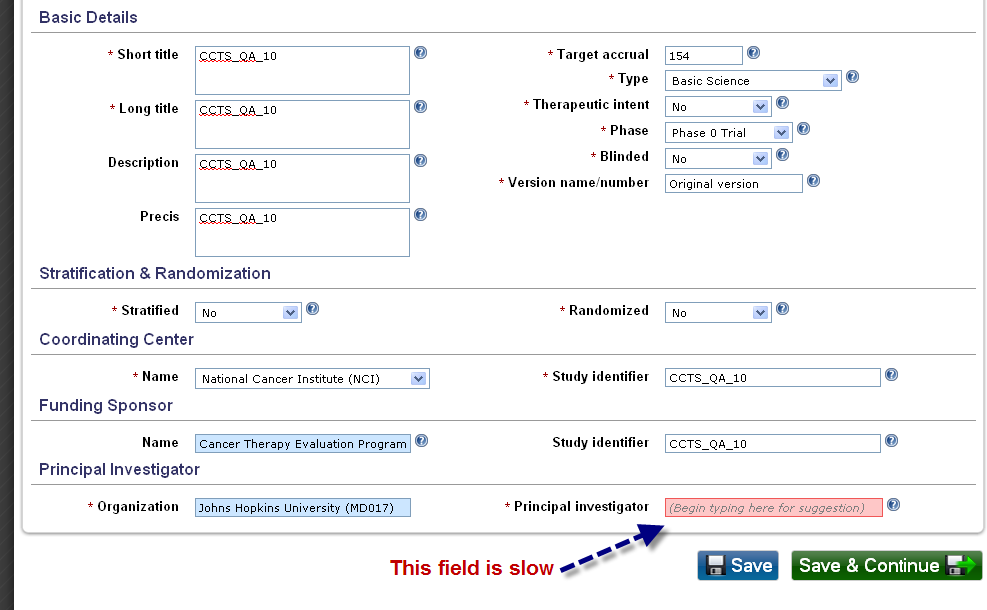 Basic Details
* Short title CCTS_QA_10 * Target accrual 154
* Type Basic Science
* Long title CCTS_QA_10 * Therapeutic intent No
* Phase Phase 0 Trial
Description CCTS_QA_10 * Blinded No
* Version name/number Original version
Precis CCTS_QA_10
Stratification & Randomization
* Stratified No * Randomized No
Coordinating Center
* Name National Cancer Institute (NCI) * Study identifier CCTS_QA_10
Funding Sponsor
Name Cancer Therapy Evaluation Program Study identifier CCTS_QA_10
Principal Investigator
* Organization Johns Hopkins University (MD017) * Principal investigator (Begin typing here for suggestion)
This field is slow Save Save & Continue